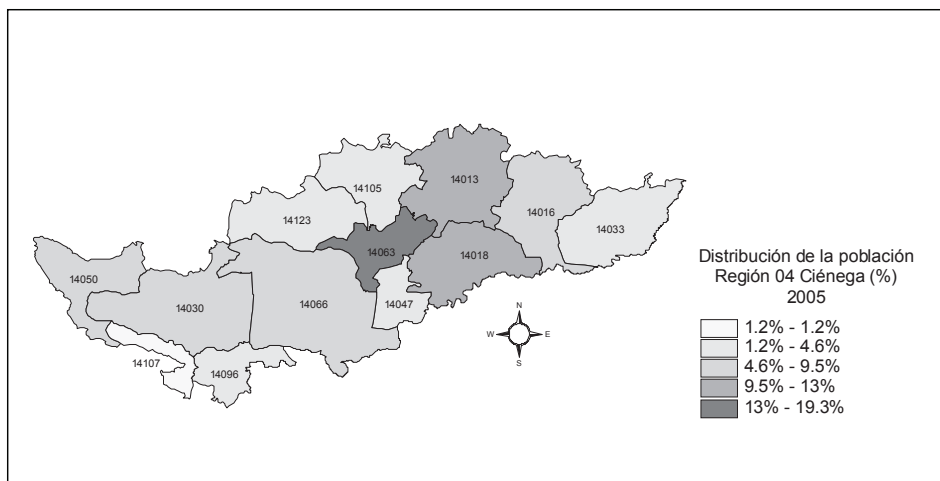 14013
14105
14016
14123
14033
14063
14018
14050
14030
14066
14047
14107
14096
N
W
E
S
Distribución de la población
Región 04 Ciénega (%)
2005
1.2% - 1.2%
1.2% - 4.6%
4.6% - 9.5%
9.5% - 13%
13% - 19.3%